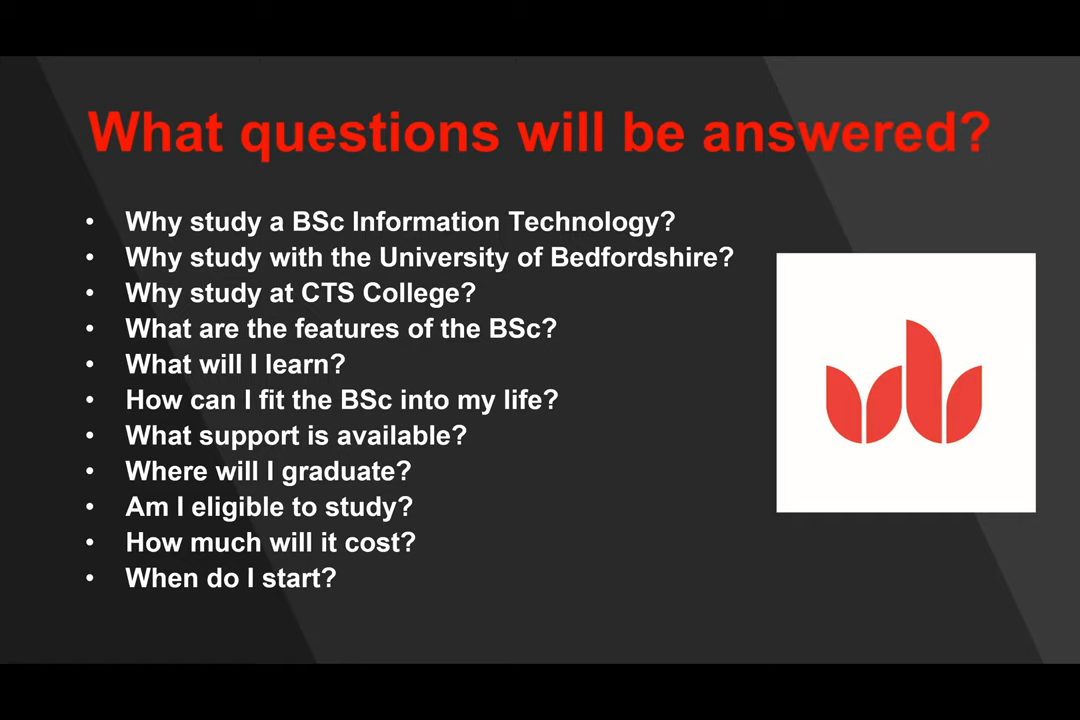 What questions will be answered?
• Why study a BSc Information Technology?
• Why study with the University of Bedfordshire?
• Why study at CTS College?
• What are the features of the BSc?
• What will I learn?
• How can I fit the BSc into my life?
• What support is available?
• Where will I graduate?
• Am I eligible to study?
• How much will it cost?
• When do I start?